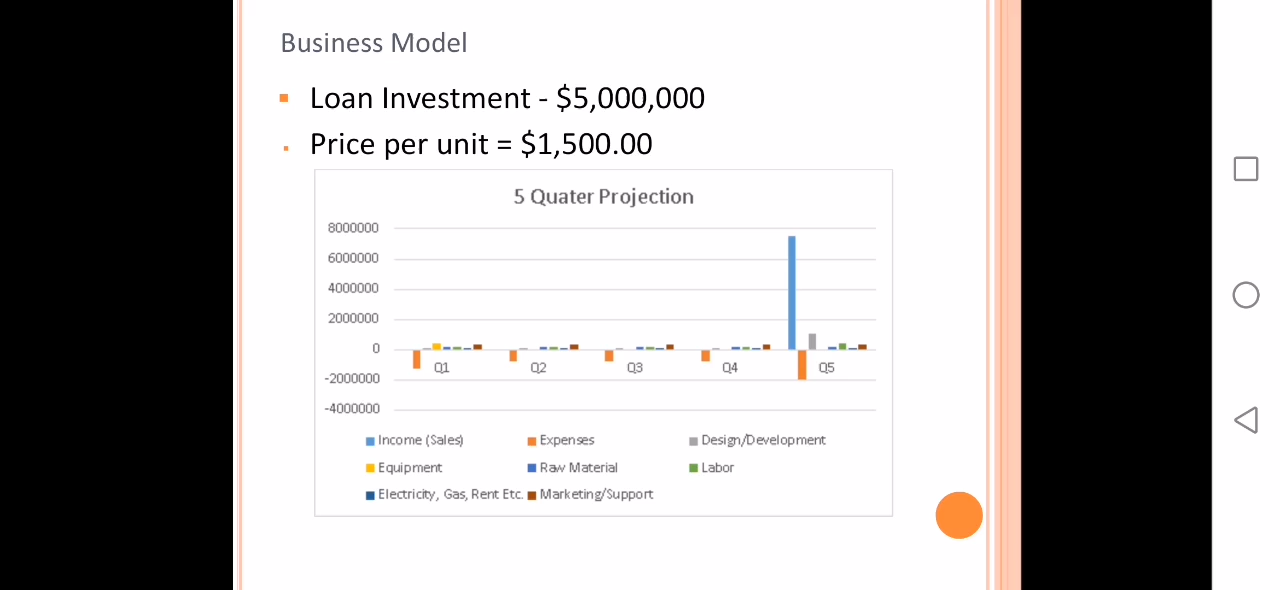 Business Model
Loan Investment - $5,000,000
Price per unit = $1,500.00
5 Quater Projection
8000000
6000000
4000000
2000000
0
-2000000
-4000000
Q1 Q2 Q3 Q4 Q5
Income (Sales) Expenses Design/Development
Equipment Raw Material Labor
Electricity, Gas, Rent Etc. Marketing/Support